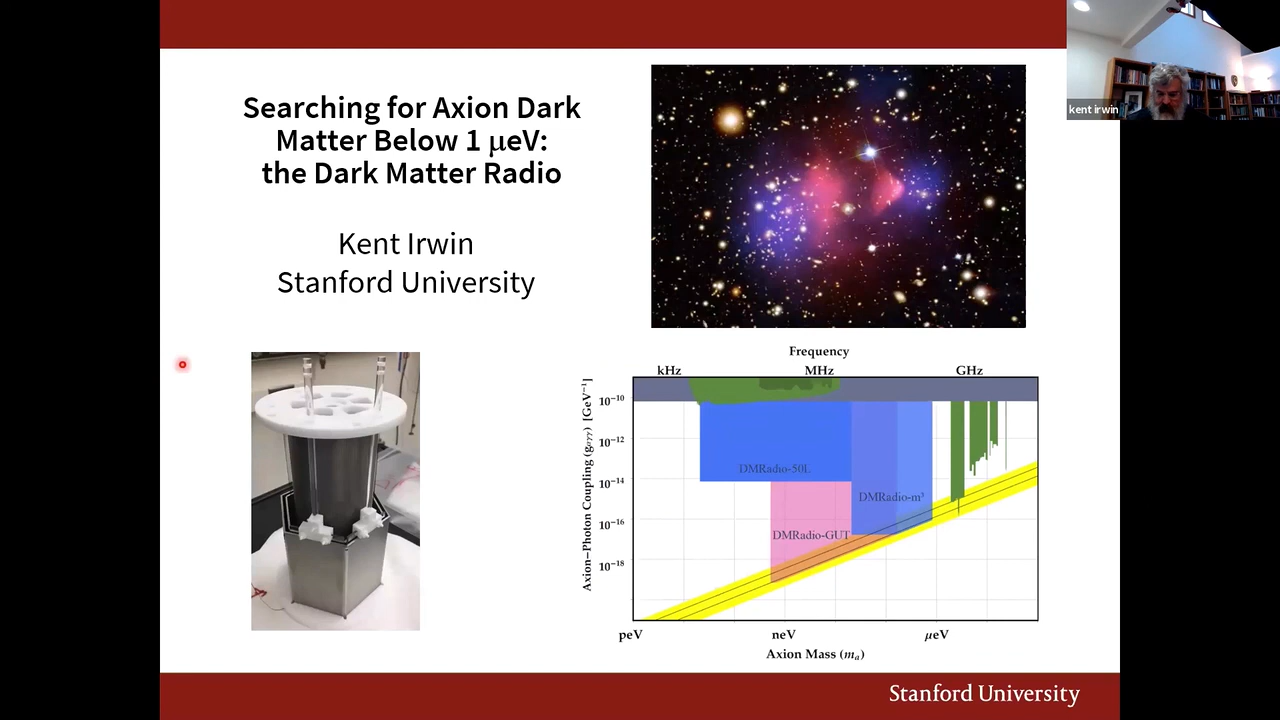 Searching for Axion Dark
Matter Below 1 μeV:
the Dark Matter Radio
Kent Irwin
Stanford University
kent irwin
Frequency
kHz MHz GHz
Axion–Photon Coupling (gaγγ) [GeV⁻¹]
10⁻¹⁰
10⁻¹²
10⁻¹⁴
10⁻¹⁶
10⁻¹⁸
DMRadio-50L
DMRadio-m³
DMRadio-GUT
peV neV μeV
Axion Mass (mₐ)
Stanford University